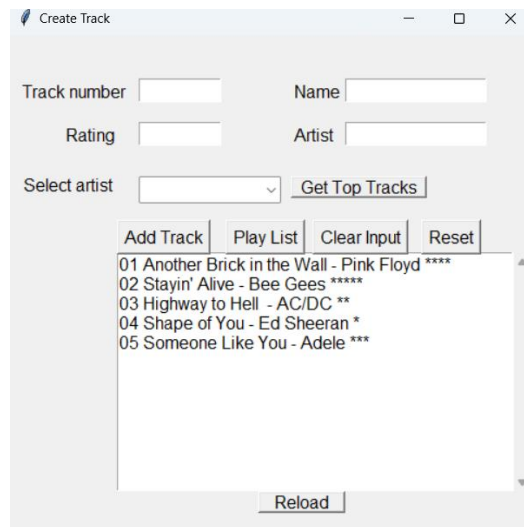 Create Track
Track number Name
Rating Artist
Select artist Get Top Tracks
Add Track Play List Clear Input Reset
01 Another Brick in the Wall - Pink Floyd ****
02 Stayin' Alive - Bee Gees *****
03 Highway to Hell  - AC/DC **
04 Shape of You - Ed Sheeran *
05 Someone Like You - Adele ***
Reload